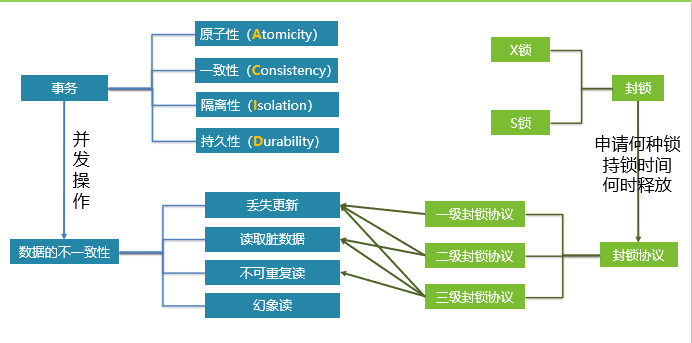 事务
原子性（Atomicity）
一致性（Consistency）
隔离性（Isolation）
持久性（Durability）
并
发
操
作
数据的不一致性
丢失更新
读取脏数据
不可重复读
幻象读
X锁
S锁
封锁
申请何种锁
持锁时间
何时释放
一级封锁协议
二级封锁协议
三级封锁协议
封锁协议